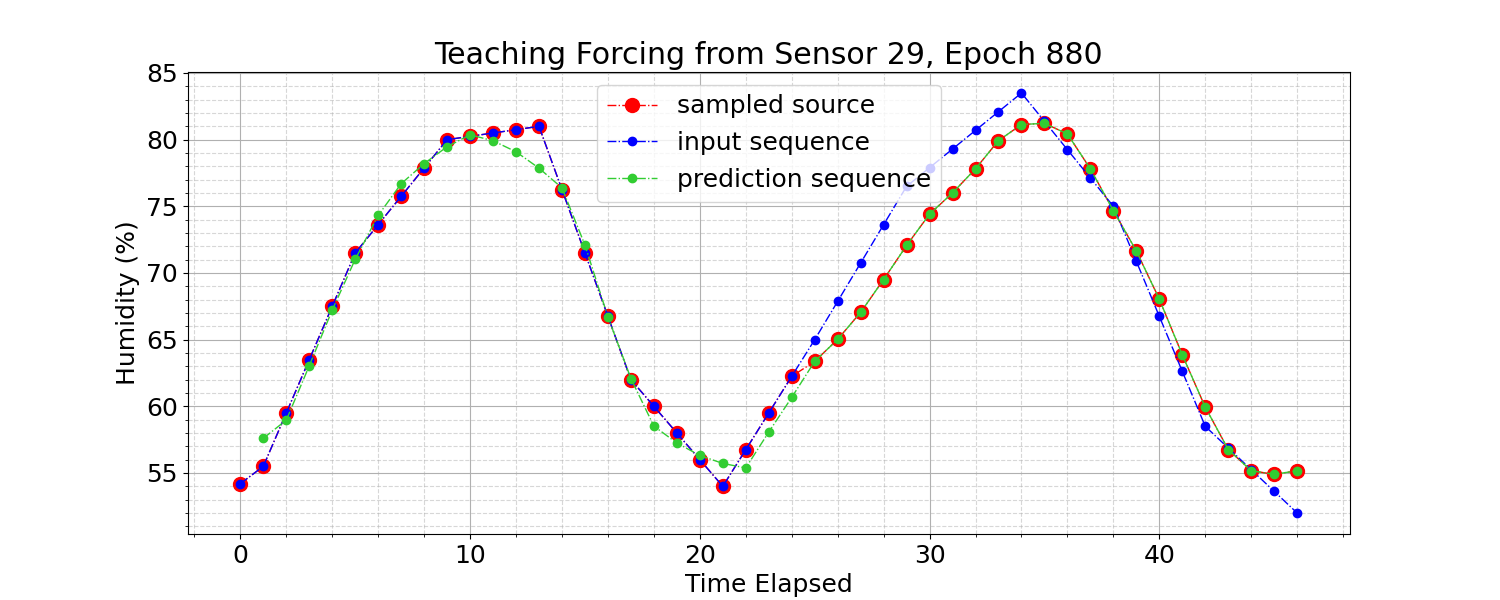 Teaching Forcing from Sensor 29, Epoch 880
85
80
75
70
65
60
55
Humidity (%)
sampled source
input sequence
prediction sequence
0 10 20 30 40
Time Elapsed